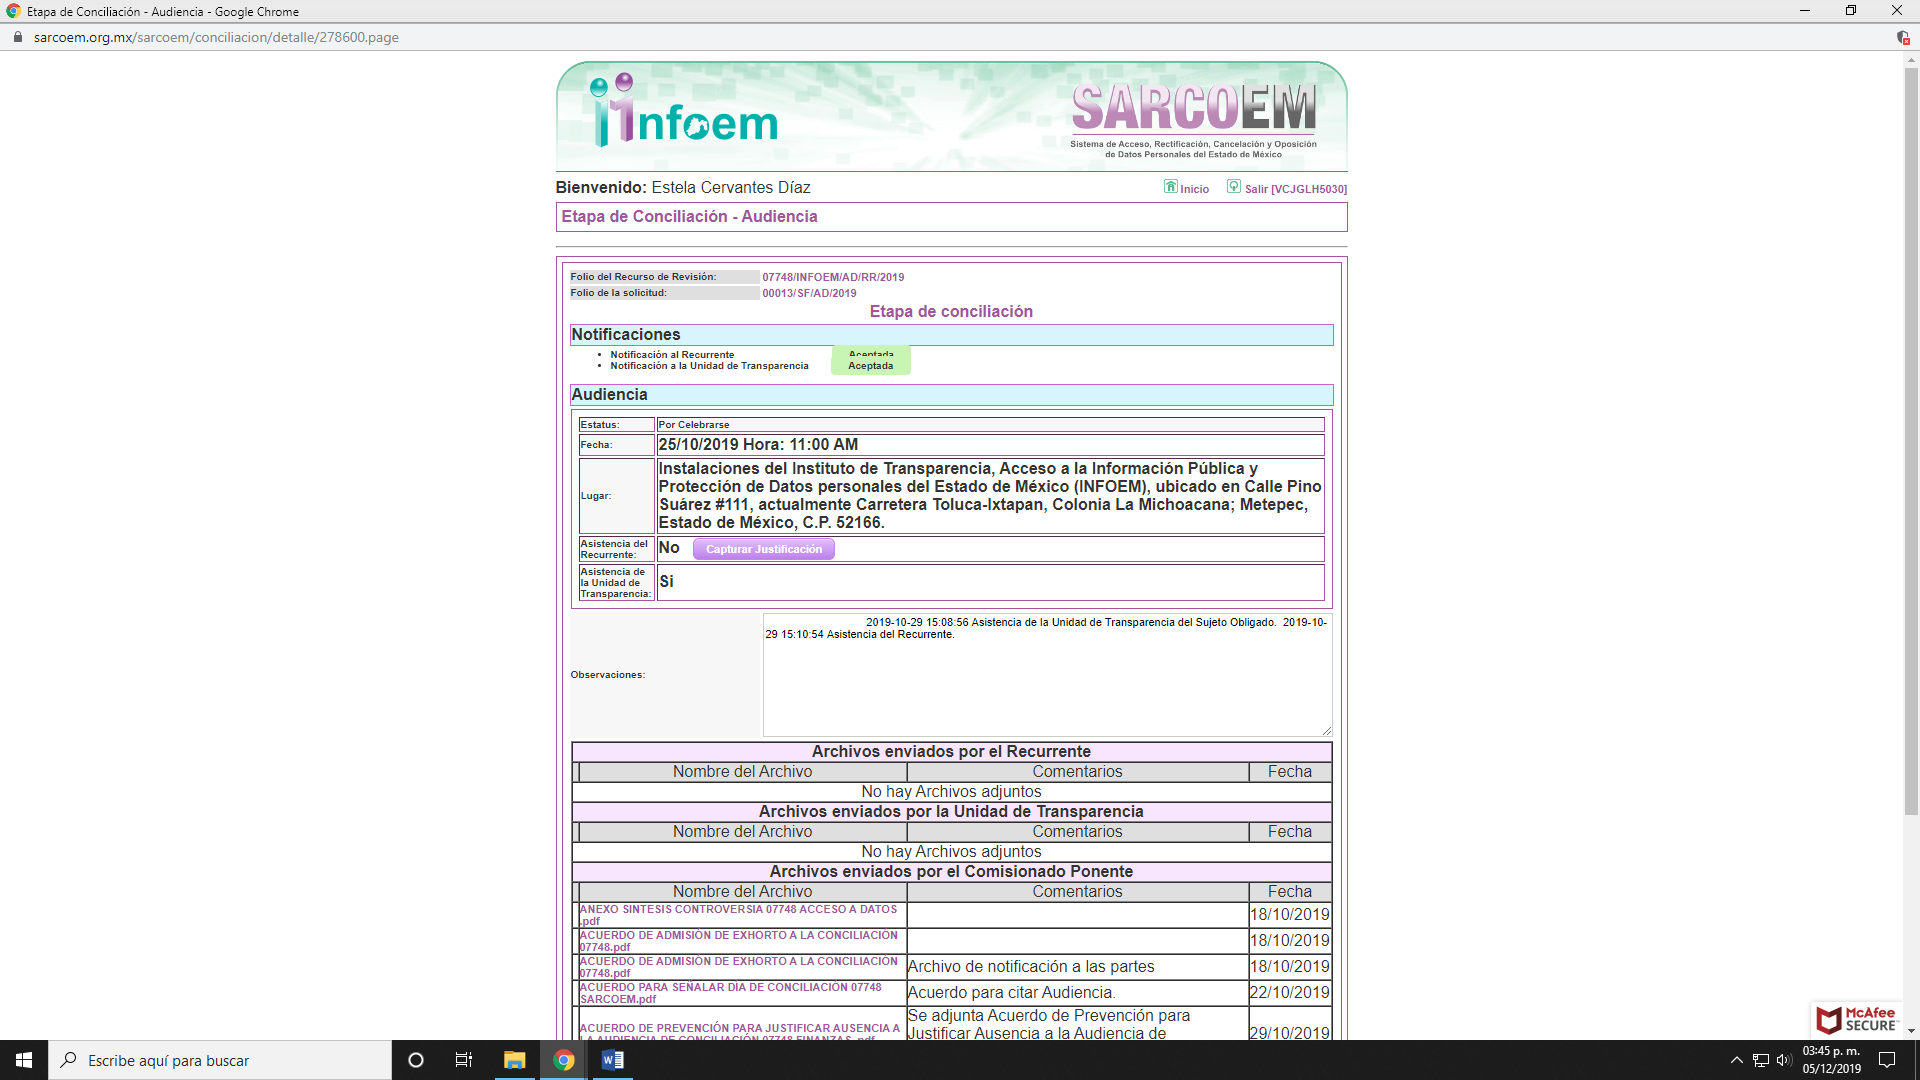 Etapa de Conciliación - Audiencia - Google Chrome
sarcoem.org.mx/sarcoem/conciliacion/detalle/278600.page
infoem
SARCOEM
Sistema de Acceso, Rectificación, Cancelación y Oposición
de Datos Personales del Estado de México
Bienvenido: Estela Cervantes Díaz
Inicio
Salir [VCJGLH5030]
Etapa de Conciliación - Audiencia
Folio del Recurso de Revisión: 07748/INFOEM/AD/RR/2019
Folio de la solicitud: 00013/SF/AD/2019
Etapa de conciliación
Notificaciones
• Notificación al Recurrente Aceptada
• Notificación a la Unidad de Transparencia Aceptada
Audiencia
Estatus: Por Celebrarse
Fecha: 25/10/2019 Hora: 11:00 AM
Lugar:
Instalaciones del Instituto de Transparencia, Acceso a la Información Pública y
Protección de Datos personales del Estado de México (INFOEM), ubicado en Calle Pino
Suárez #111, actualmente Carretera Toluca-Ixtapan, Colonia La Michoacana; Metepec,
Estado de México, C.P. 52166.
Asistencia del
Recurrente:
No Capturar Justificación
Asistencia de
la Unidad de
Transparencia:
Si
Observaciones:
2019-10-29 15:08:56 Asistencia de la Unidad de Transparencia del Sujeto Obligado. 2019-10-
29 15:10:54 Asistencia del Recurrente.
Archivos enviados por el Recurrente
Nombre del Archivo Comentarios Fecha
No hay Archivos adjuntos
Archivos enviados por la Unidad de Transparencia
Nombre del Archivo Comentarios Fecha
No hay Archivos adjuntos
Archivos enviados por el Comisionado Ponente
Nombre del Archivo Comentarios Fecha
ANEXO SINTESIS CONTROVERSIA 07748 ACCESO A DATOS
.pdf
18/10/2019
ACUERDO DE ADMISIÓN DE EXHORTO A LA CONCILIACIÓN
07748.pdf
18/10/2019
ACUERDO DE ADMISIÓN DE EXHORTO A LA CONCILIACIÓN
07748.pdf
Archivo de notificación a las partes
18/10/2019
ACUERDO PARA SEÑALAR DÍA DE CONCILIACIÓN 07748
SARCOEM.pdf
Acuerdo para citar Audiencia.
22/10/2019
ACUERDO DE PREVENCIÓN PARA JUSTIFICAR AUSENCIA A
LA AUDIENCIA DE CONCILIACIÓN 07748 FINANZAS .pdf
Se adjunta Acuerdo de Prevención para
Justificar Ausencia a la Audiencia de
29/10/2019
McAfee
SECURE
Escribe aquí para buscar
03:45 p. m.
05/12/2019